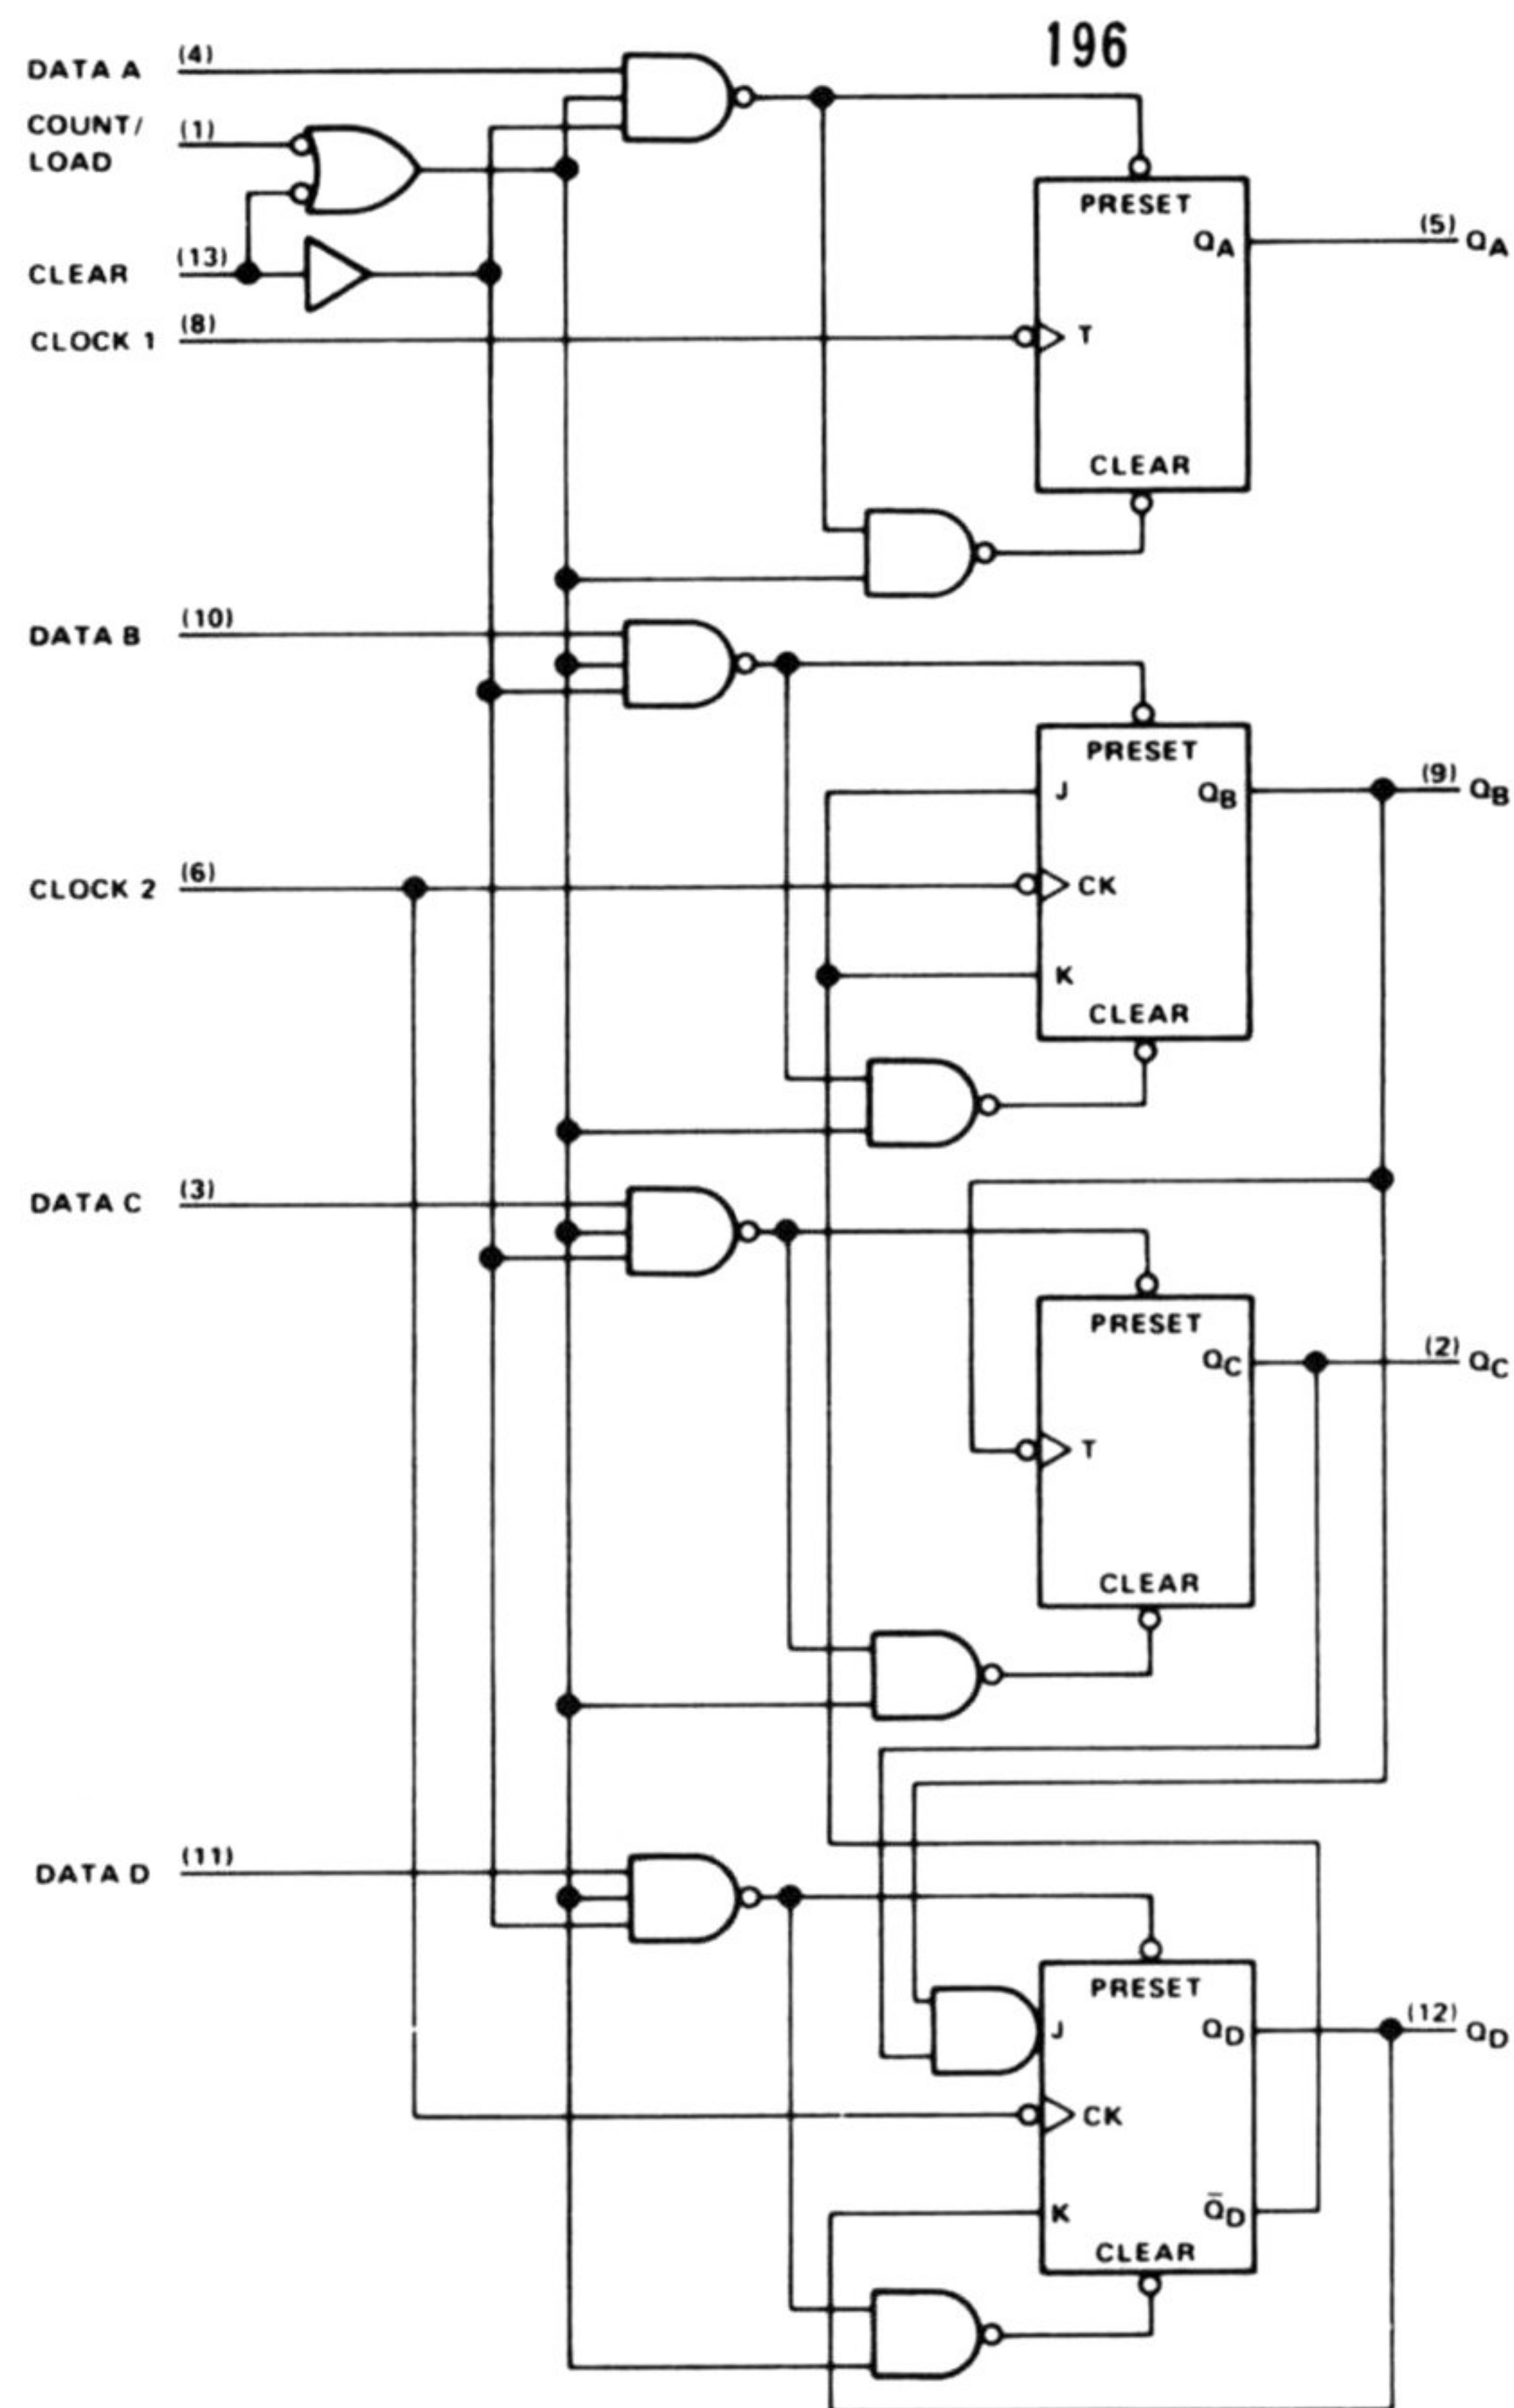 196
DATA A (4)
COUNT/ (1)
LOAD
CLEAR (13)
CLOCK 1 (8)
PRESET
QA (5) QA
T
CLEAR
DATA B (10)
PRESET
J QB (9) QB
CLOCK 2 (6) CK
K
CLEAR
DATA C (3)
PRESET
QC (2) QC
T
CLEAR
DATA D (11)
PRESET
J QD (12) QD
CK
K Q̄D
CLEAR